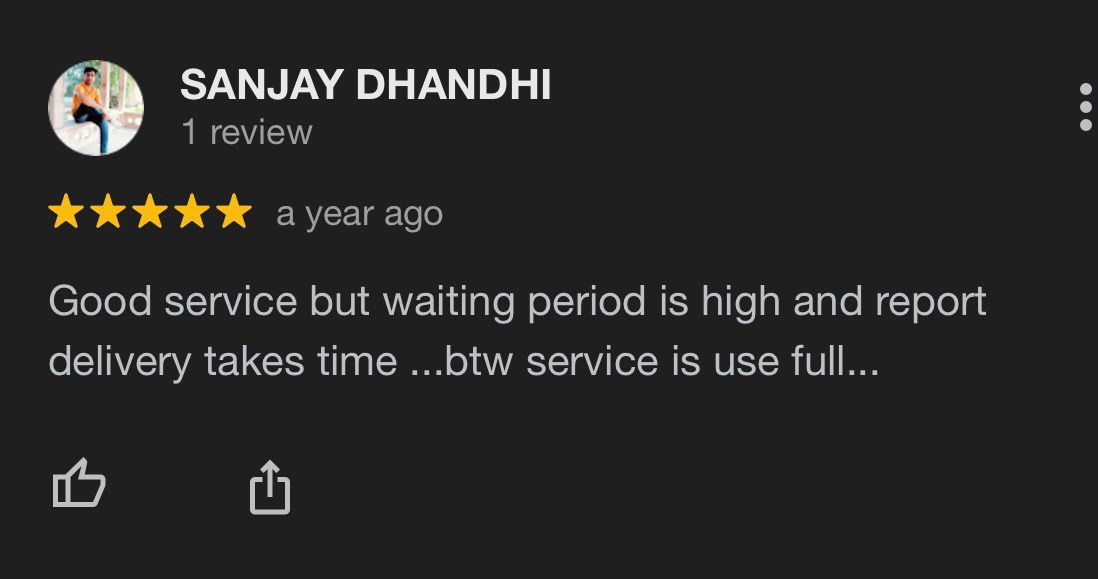 SANJAY DHANDHI
1 review
a year ago
Good service but waiting period is high and report
delivery takes time ...btw service is use full...